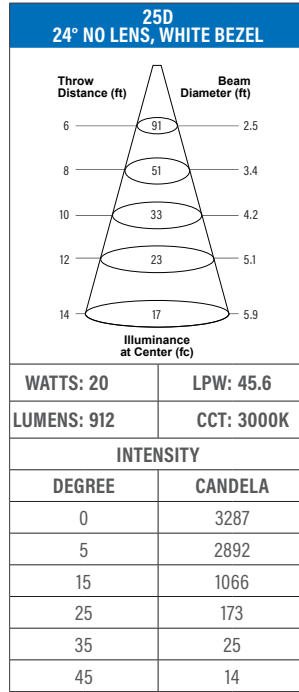 25D
24° NO LENS, WHITE BEZEL
Throw Distance (ft)
Beam Diameter (ft)
6 91 2.5
8 51 3.4
10 33 4.2
12 23 5.1
14 17 5.9
Illuminance
at Center (fc)
WATTS: 20 LPW: 45.6
LUMENS: 912 CCT: 3000K
INTENSITY
DEGREE CANDELA
0 3287
5 2892
15 1066
25 173
35 25
45 14